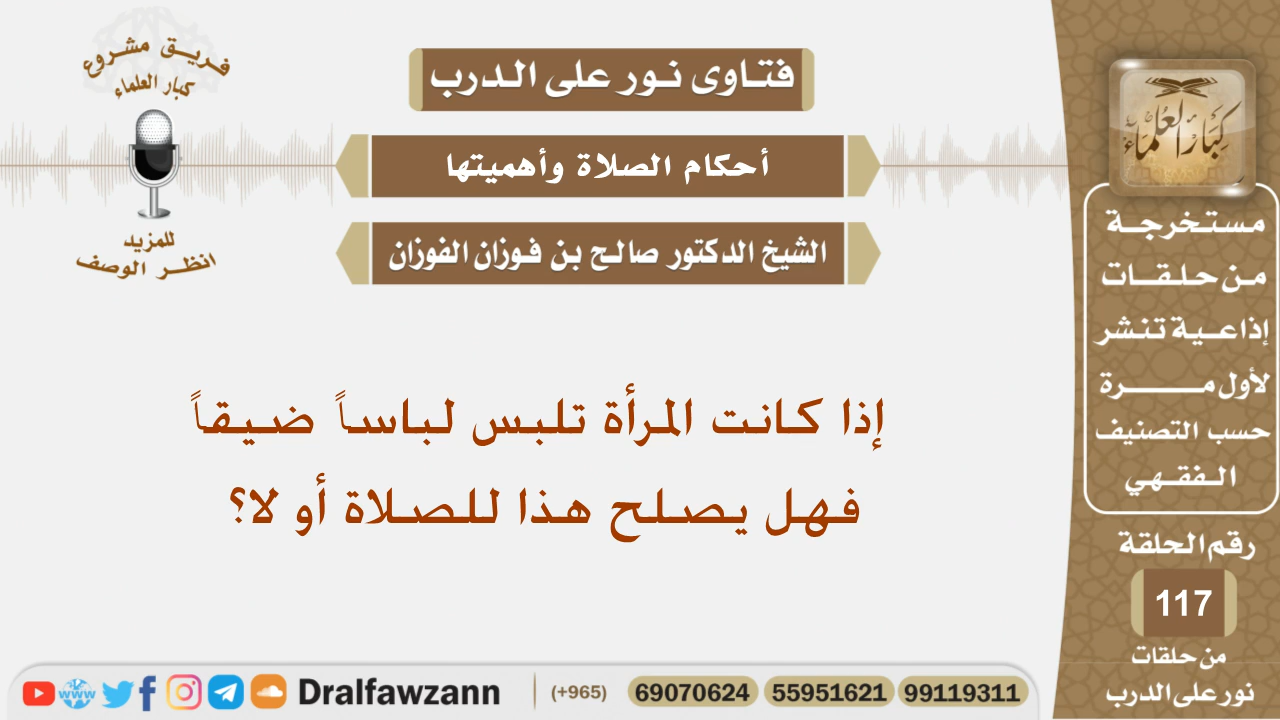 فريق مشروع
كبار العلماء
للمزيد
انظر الوصف
فتاوى نور على الدرب
أحكام الصلاة وأهميتها
الشيخ الدكتور صالح بن فوزان الفوزان
إذا كانت المرأة تلبس لباساً ضيقاً
فهل يصلح هذا للصلاة أو لا؟
كبار العلماء
مستخرجة
من حلقات
إذاعية تنشر
لأول مرة
حسب التصنيف
الفقهي
رقم الحلقة
117
من حلقات
نور على الدرب
www Dralfawzann (+965) 69070624 55951621 99119311